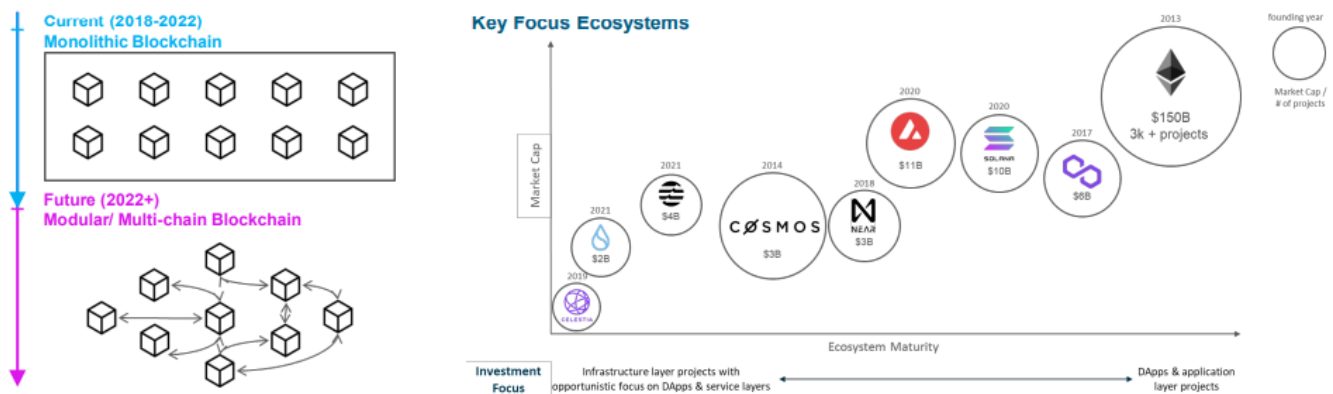 Current (2018-2022)
Monolithic Blockchain
Future (2022+)
Modular/ Multi-chain Blockchain
Key Focus Ecosystems
founding year
Market Cap /
# of projects
Market Cap
2013
$150B
3k + projects
2020
$11B
2020
SOLANA
$10B
2017
$6B
2021
$4B
2014
COSMOS
$3B
2018
NEAR
$3B
2021
$2B
2019
CELESTIA
Ecosystem Maturity
Investment
Focus
Infrastructure layer projects with
opportunistic focus on DApps & service layers
DApps & application
layer projects